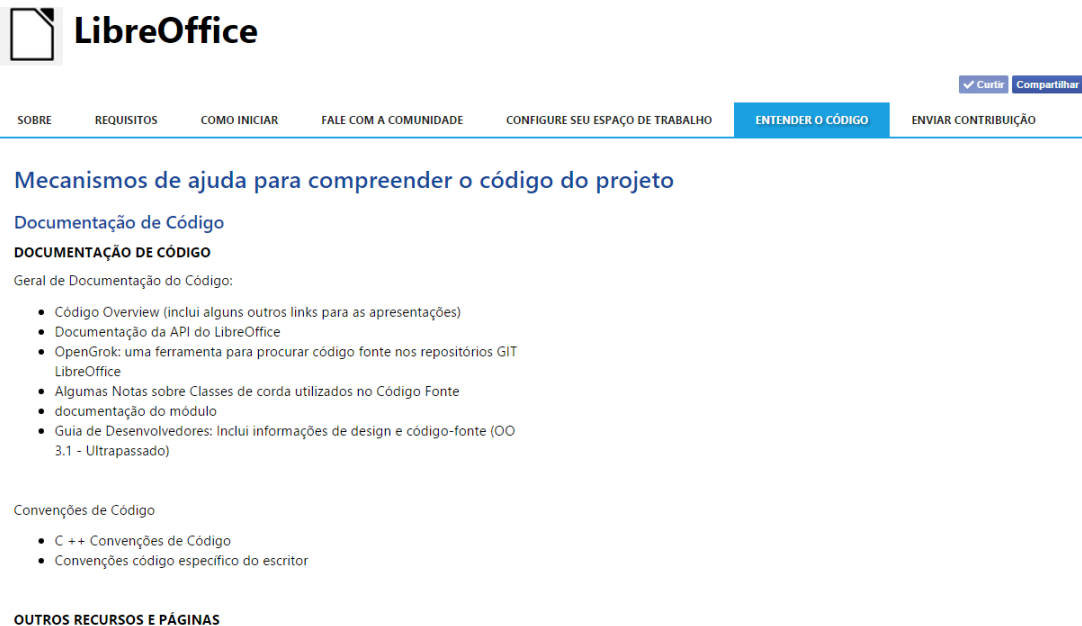 LibreOffice
Curtir Compartilhar
SOBRE REQUISITOS COMO INICIAR FALE COM A COMUNIDADE CONFIGURE SEU ESPAÇO DE TRABALHO ENTENDER O CÓDIGO ENVIAR CONTRIBUIÇÃO
Mecanismos de ajuda para compreender o código do projeto
Documentação de Código
DOCUMENTAÇÃO DE CÓDIGO
Geral de Documentação do Código:
Código Overview (inclui alguns outros links para as apresentações)
Documentação da API do LibreOffice
OpenGrok: uma ferramenta para procurar código fonte nos repositórios GIT
LibreOffice
Algumas Notas sobre Classes de corda utilizados no Código Fonte
documentação do módulo
Guia de Desenvolvedores: Inclui informações de design e código-fonte (OO
3.1 - Ultrapassado)
Convenções de Código
C ++ Convenções de Código
Convenções código específico do escritor
OUTROS RECURSOS E PÁGINAS